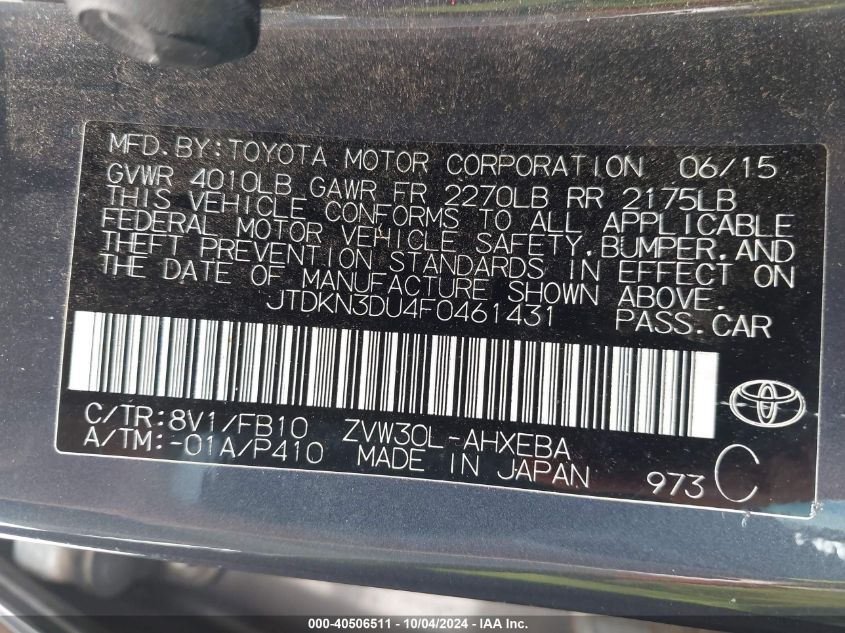 MFD.BY:TOYOTA MOTOR CORPORATION 06/15
GVWR 4010LB GAWR FR 2270LB RR 2175LB
THIS VEHICLE CONFORMS TO ALL APPLICABLE
FEDERAL MOTOR VEHICLE SAFETY,BUMPER,AND
THEFT PREVENTION STANDARDS IN EFFECT ON
THE DATE OF MANUFACTURE SHOWN ABOVE.
JTDKN3DU4F0461431 PASS.CAR
C/TR:8V1/FB10 ZVW30L-AHXEBA
A/TM:-01A/P410 MADE IN JAPAN 973 C
000-40506511 - 10/04/2024 - IAA Inc.